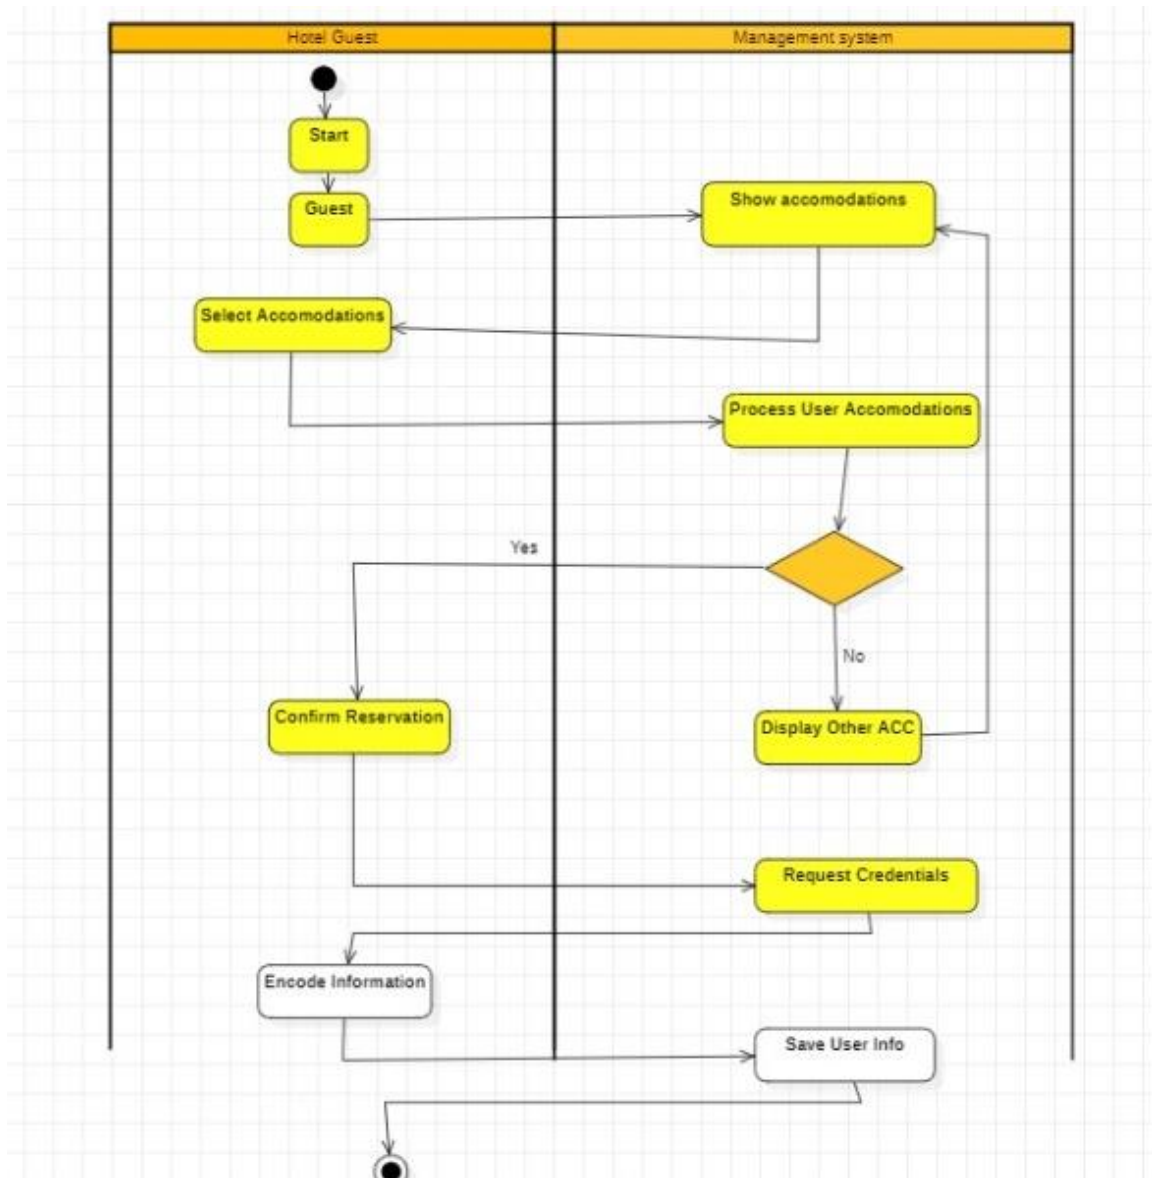 Hotel Guest
Management system
Start
Guest
Show accomodations
Select Accomodations
Process User Accomodations
Yes
No
Confirm Reservation
Display Other ACC
Request Credentials
Encode Information
Save User Info